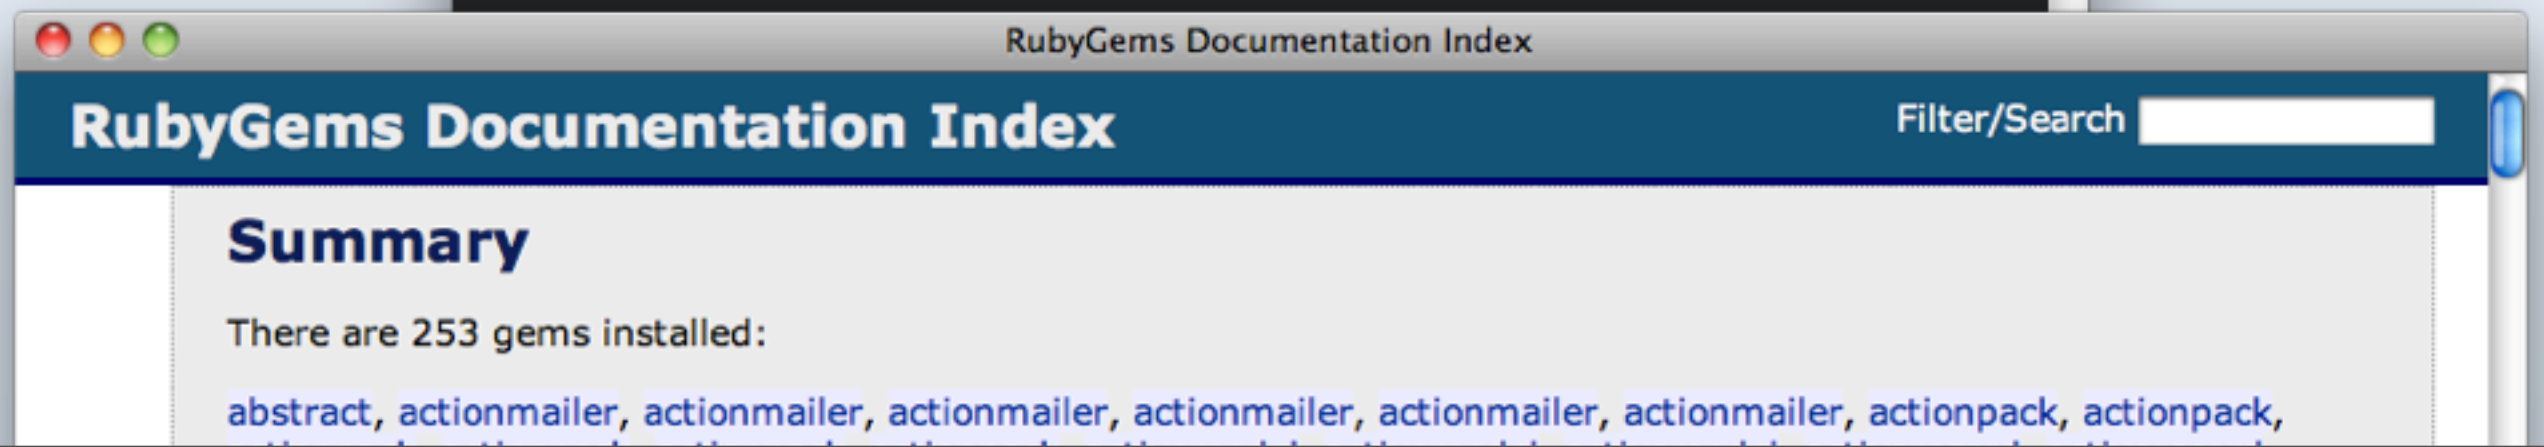 RubyGems Documentation Index
RubyGems Documentation Index
Filter/Search
Summary
There are 253 gems installed:
abstract, actionmailer, actionmailer, actionmailer, actionmailer, actionmailer, actionmailer, actionpack, actionpack,